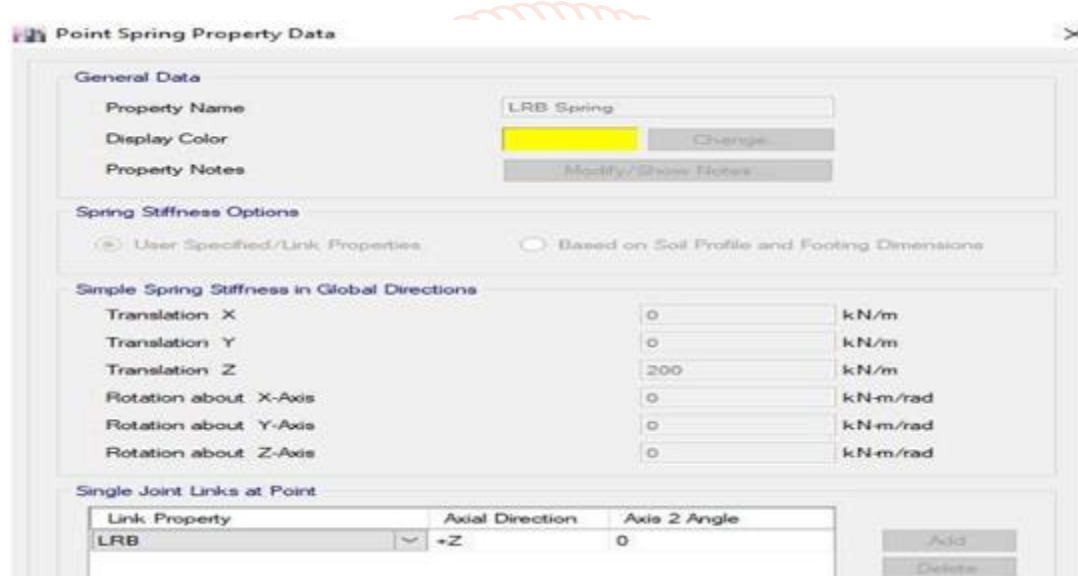 Point Spring Property Data
General Data
Property Name LRB Spring
Display Color Change...
Property Notes Modify/Show Notes...
Spring Stiffness Options
User Specified/Link Properties Based on Soil Profile and Footing Dimensions
Simple Spring Stiffness in Global Directions
Translation X 0 kN/m
Translation Y 0 kN/m
Translation Z 200 kN/m
Rotation about X-Axis 0 kN-m/rad
Rotation about Y-Axis 0 kN-m/rad
Rotation about Z-Axis 0 kN-m/rad
Single Joint Links at Point
Link Property Axial Direction Axis 2 Angle
LRB +Z 0 Add
Delete